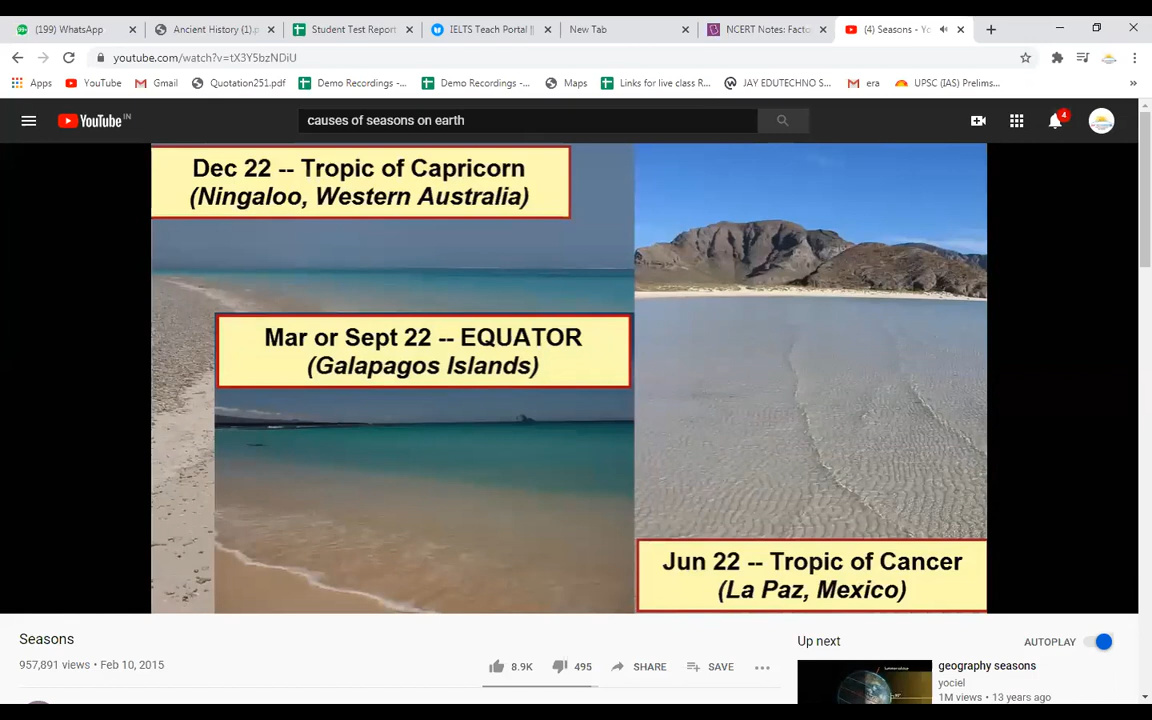 (199) WhatsApp
Ancient History (1).p
Student Test Report
IELTS Teach Portal ||
New Tab
NCERT Notes: Facto
(4) Seasons - Yo
youtube.com/watch?v=tX3Y5bzNDiU
Apps
YouTube
Gmail
Quotation251.pdf
Demo Recordings -...
Demo Recordings -...
Maps
Links for live class R...
JAY EDUTECHNO S...
era
UPSC (IAS) Prelims...
YouTube IN
causes of seasons on earth
4
Dec 22 -- Tropic of Capricorn
(Ningaloo, Western Australia)
Mar or Sept 22 -- EQUATOR
(Galapagos Islands)
Jun 22 -- Tropic of Cancer
(La Paz, Mexico)
Seasons
957,891 views • Feb 10, 2015
8.9K
495
SHARE
SAVE
Up next
AUTOPLAY
geography seasons
yociel
1M views • 13 years ago